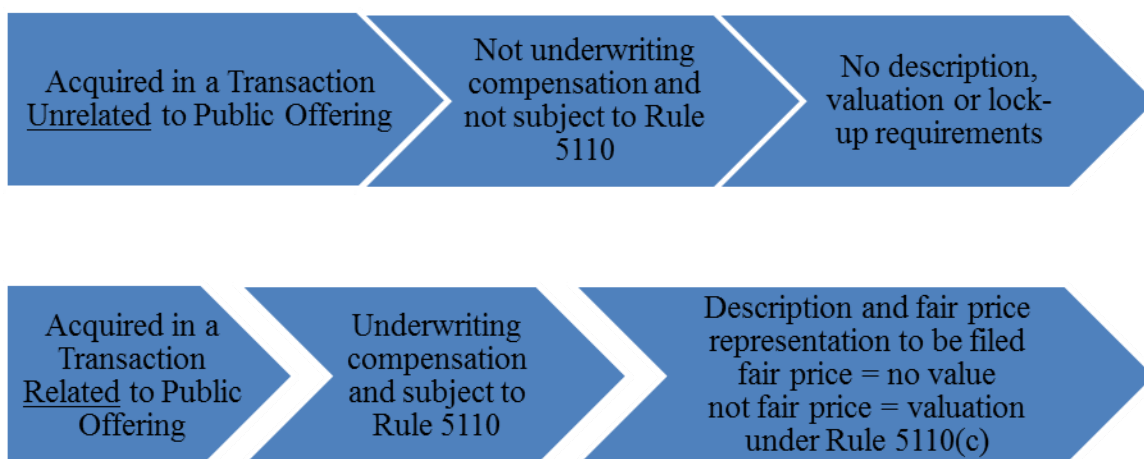 Acquired in a Transaction
Unrelated to Public Offering
Not underwriting
compensation and
not subject to Rule
5110
No description,
valuation or lock-
up requirements
Acquired in a
Transaction
Related to Public
Offering
Underwriting
compensation
and subject to
Rule 5110
Description and fair price
representation to be filed
fair price = no value
not fair price = valuation
under Rule 5110(c)